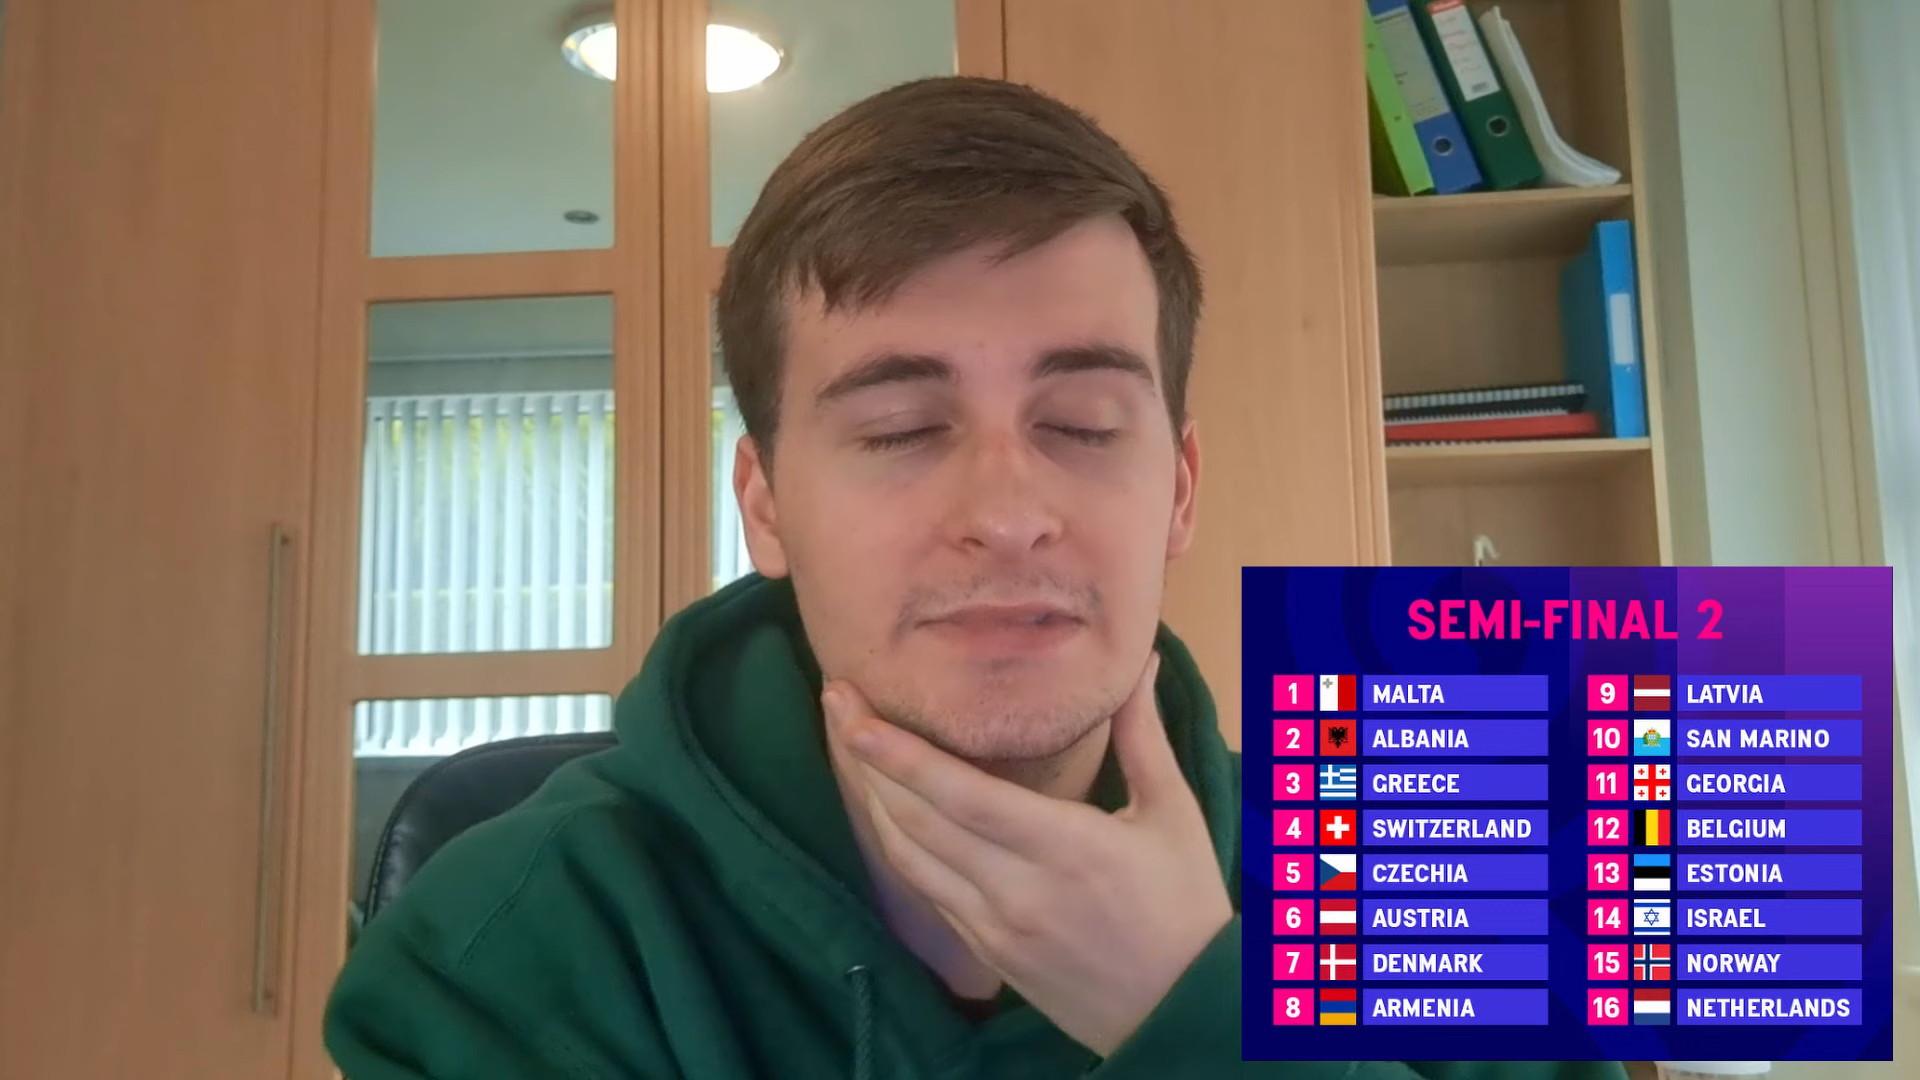 SEMI-FINAL 2
1 MALTA
2 ALBANIA
3 GREECE
4 SWITZERLAND
5 CZECHIA
6 AUSTRIA
7 DENMARK
8 ARMENIA
9 LATVIA
10 SAN MARINO
11 GEORGIA
12 BELGIUM
13 ESTONIA
14 ISRAEL
15 NORWAY
16 NETHERLANDS